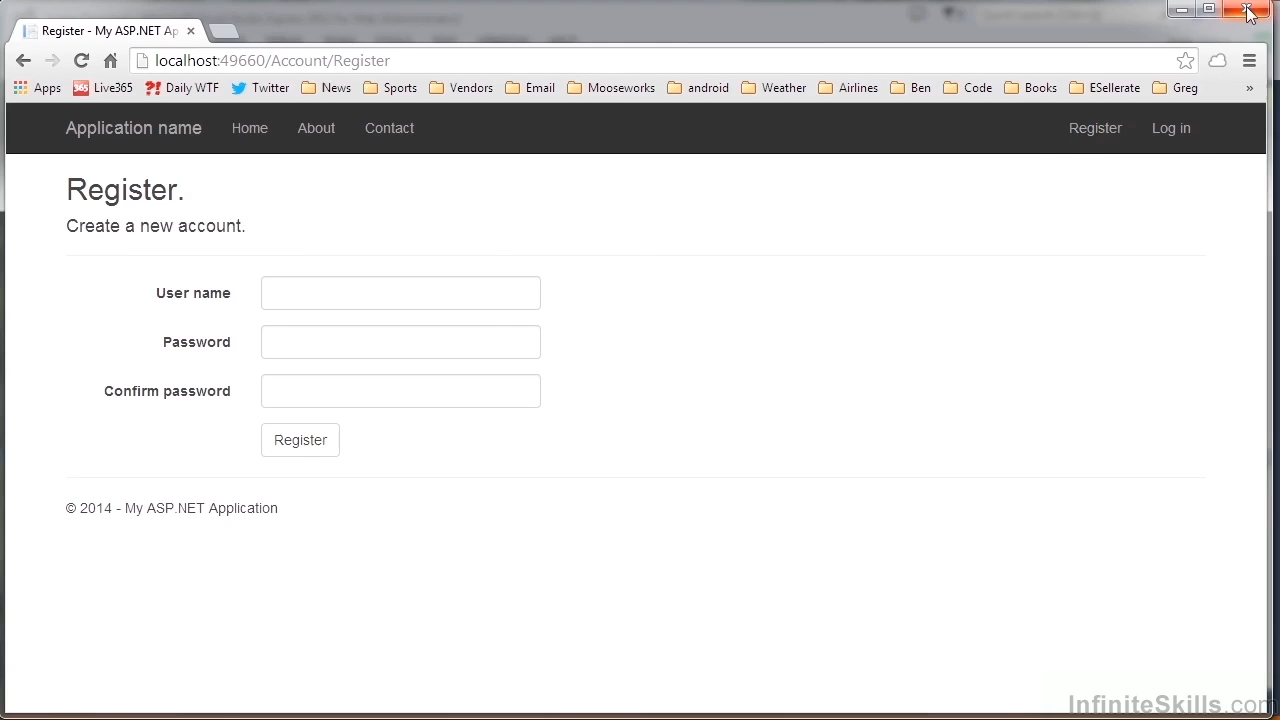 Register - My ASP.NET Ap
localhost:49660/Account/Register
Apps Live365 Daily WTF Twitter News Sports Vendors Email Mooseworks android Weather Airlines Ben Code Books ESellerate Greg »
Application name Home About Contact Register Log in
Register.
Create a new account.
User name
Password
Confirm password
Register
© 2014 - My ASP.NET Application
InfiniteSkills.com